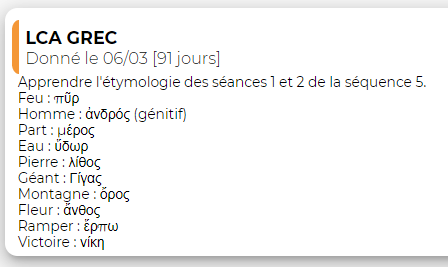 LCA GREC
Donné le 06/03 [91 jours]
Apprendre l'étymologie des séances 1 et 2 de la séquence 5.
Feu : πῦρ
Homme : ἀνδρός (génitif)
Part : μέρος
Eau : ὕδωρ
Pierre : λίθος
Géant : Γίγας
Montagne : ὄρος
Fleur : ἄνθος
Ramper : ἕρπω
Victoire : νίκη